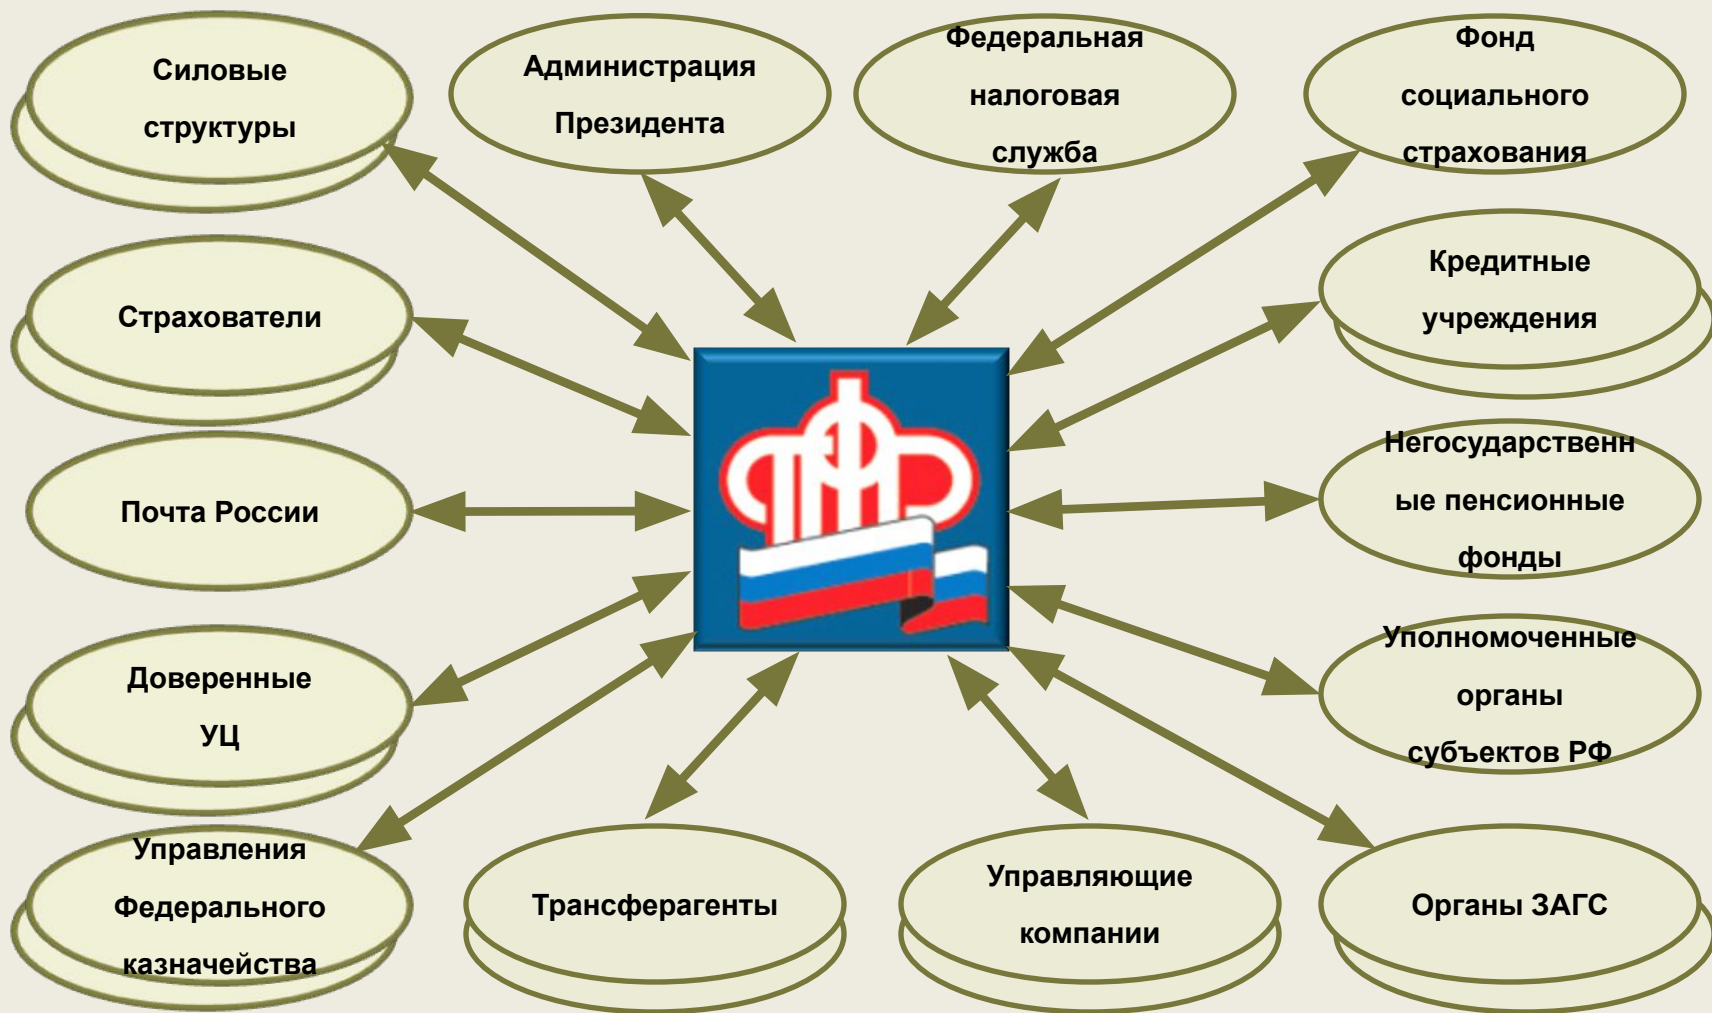 Силовые
структуры
Администрация
Президента
Федеральная
налоговая
служба
Фонд
социального
страхования
Страхователи
Кредитные
учреждения
Почта России
Негосударственн
ые пенсионные
фонды
Доверенные
УЦ
Уполномоченные
органы
субъектов РФ
Управления
Федерального
казначейства
Трансферагенты
Управляющие
компании
Органы ЗАГС